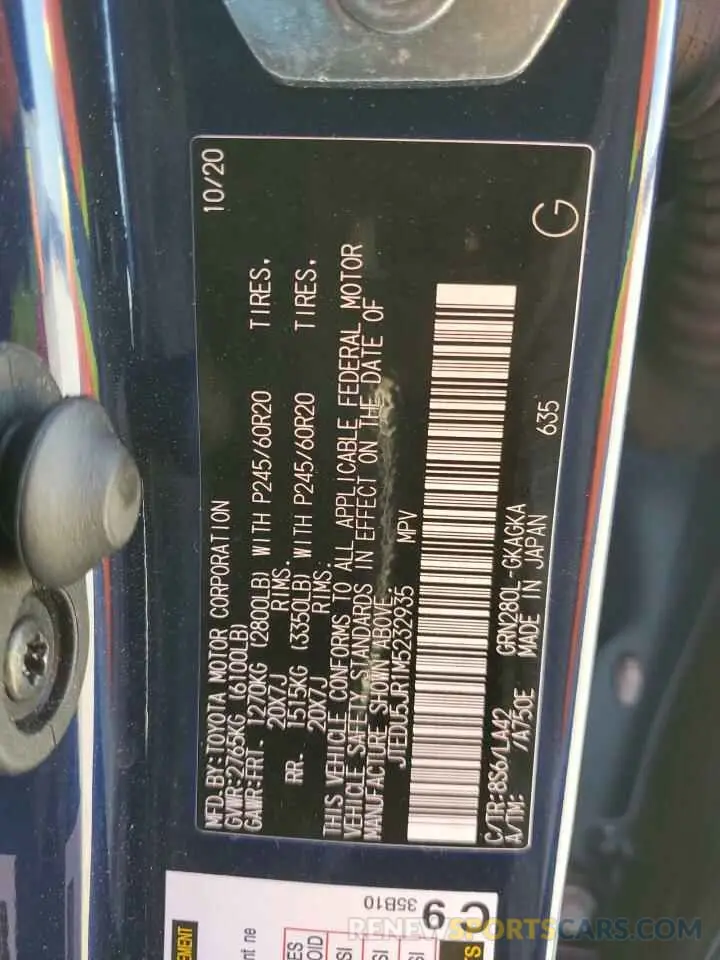 MFD. BY: TOYOTA MOTOR CORPORATION 10/20
GVWR: 2765KG (6100LB)
GAWR: FRT. 1270KG (2800LB) WITH P245/60R20 TIRES,
20X7J RIMS.
RR. 1515KG (3350LB) WITH P245/60R20 TIRES,
20X7J RIMS.
THIS VEHICLE CONFORMS TO ALL APPLICABLE FEDERAL MOTOR
VEHICLE SAFETY STANDARDS IN EFFECT ON THE DATE OF
MANUFACTURE SHOWN ABOVE.
JTEDU5JR1M5232935 MPV
C/TR: 8S6/LA42 GRN280L-GKAGKA
A/TM: /A750E MADE IN JAPAN 635
G
C9
35B10
RENEWSPORTSCARS.COM